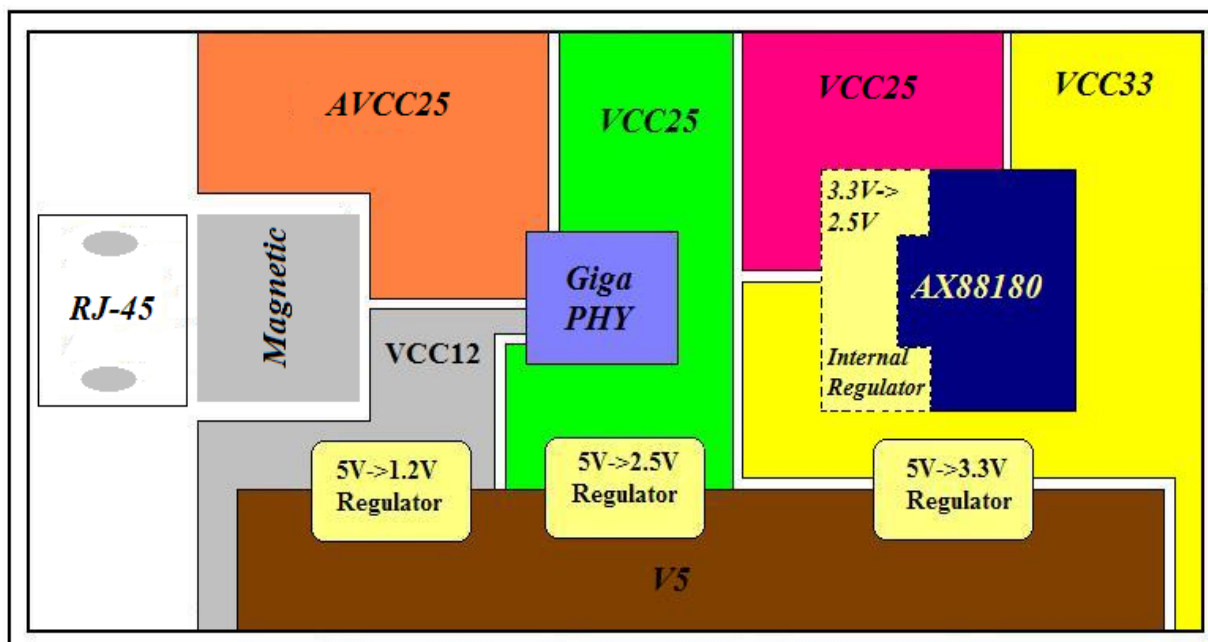 AVCC25
VCC25
VCC25
VCC33
3.3V->
2.5V
RJ-45
Magnetic
Giga
PHY
AX88180
VCC12
Internal
Regulator
5V->1.2V
Regulator
5V->2.5V
Regulator
5V->3.3V
Regulator
V5